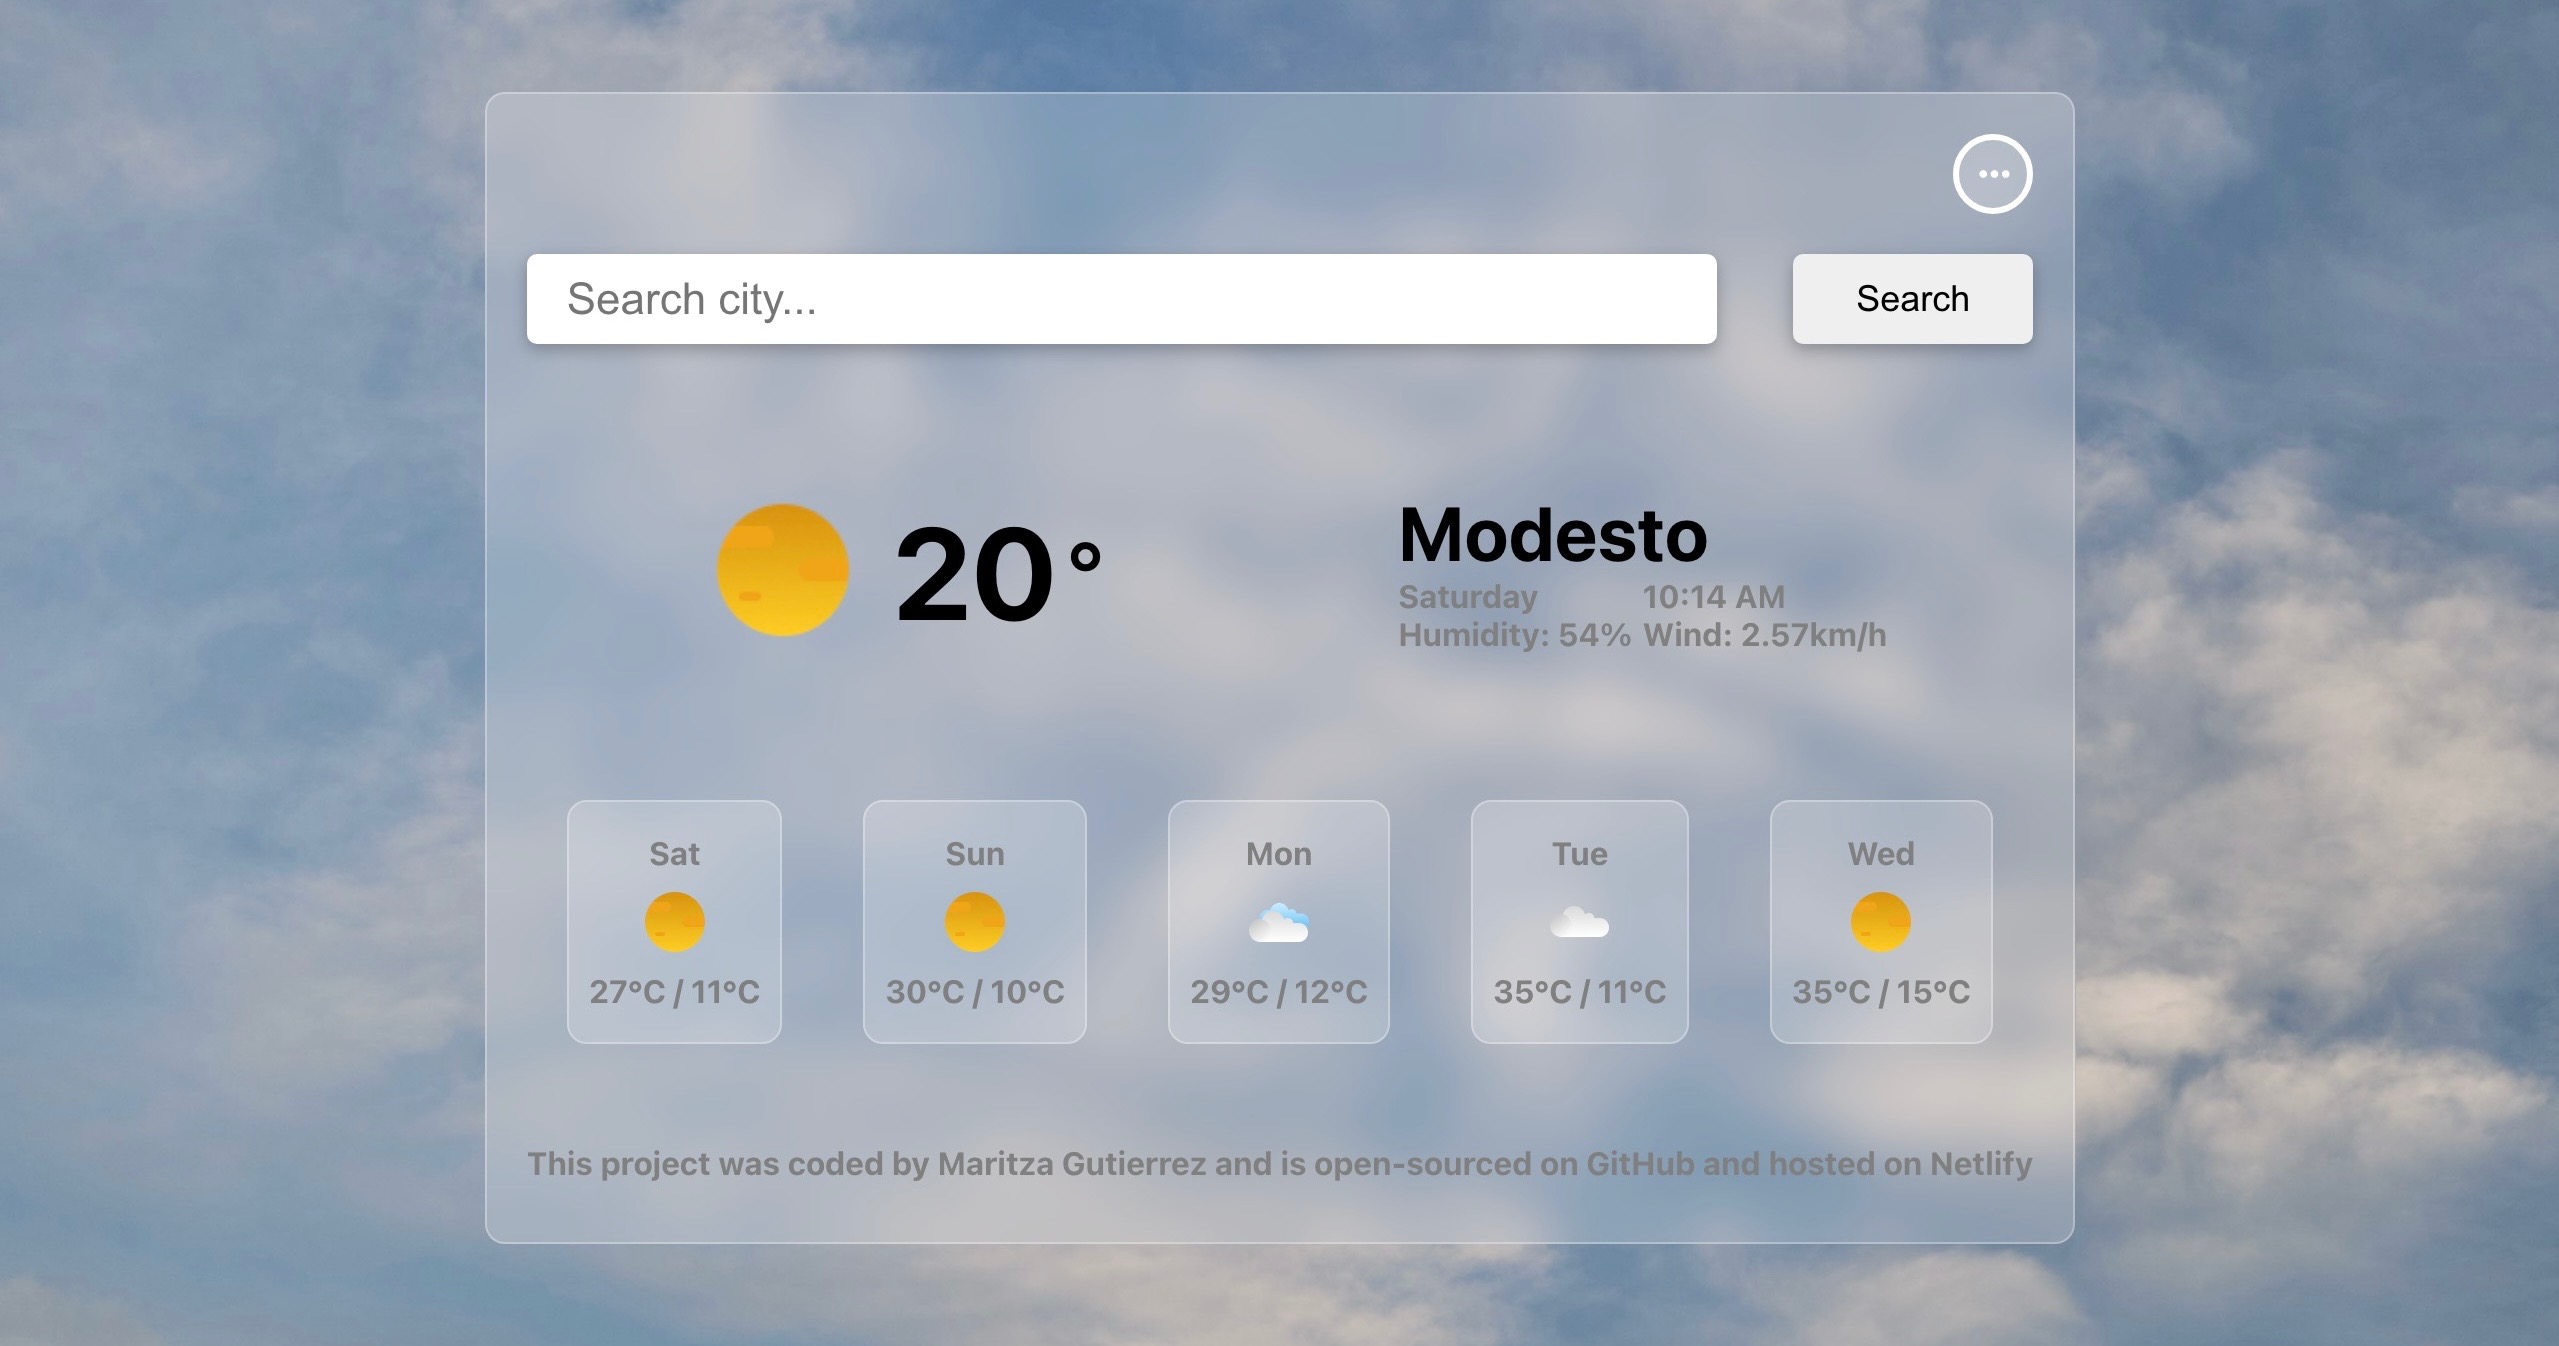 Search city...
Search
20°
Modesto
Saturday 10:14 AM
Humidity: 54% Wind: 2.57km/h
Sat
27°C / 11°C
Sun
30°C / 10°C
Mon
29°C / 12°C
Tue
35°C / 11°C
Wed
35°C / 15°C
This project was coded by Maritza Gutierrez and is open-sourced on GitHub and hosted on Netlify